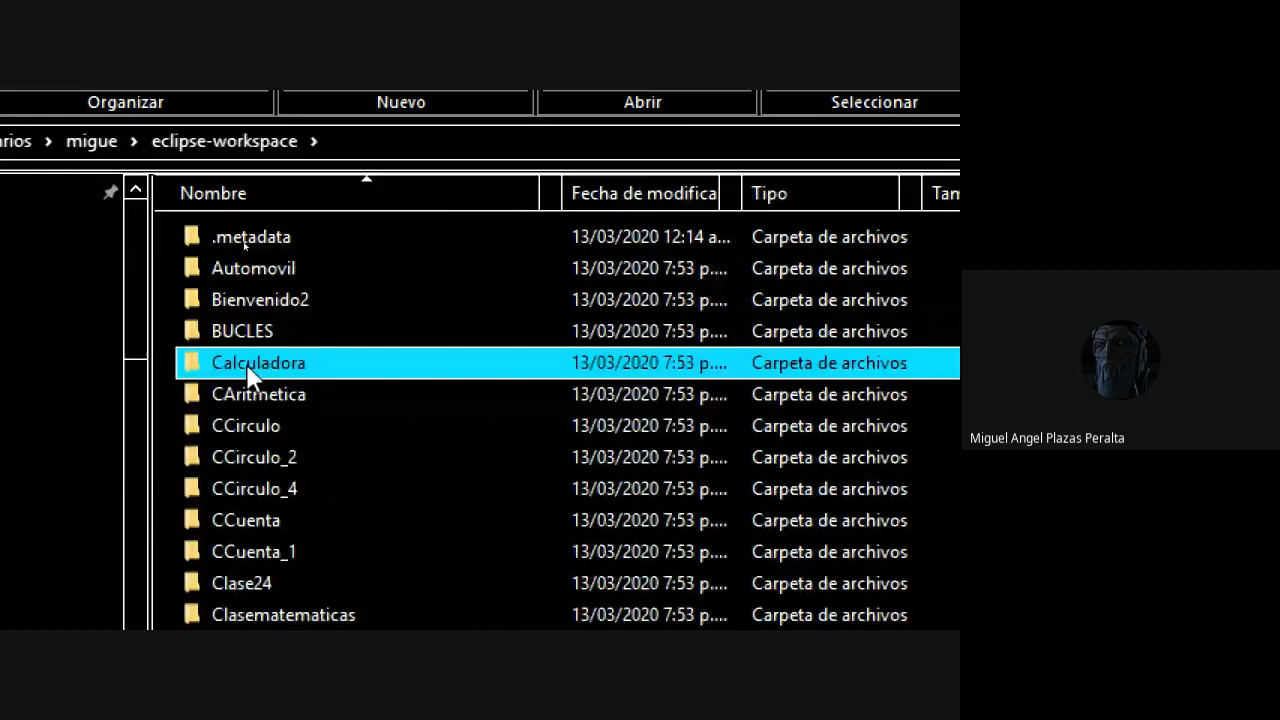 Organizar Nuevo Abrir Seleccionar
rios › migue › eclipse-workspace ›
Nombre Fecha de modifica Tipo Tam
.metadata 13/03/2020 12:14 a... Carpeta de archivos
Automovil 13/03/2020 7:53 p.... Carpeta de archivos
Bienvenido2 13/03/2020 7:53 p.... Carpeta de archivos
BUCLES 13/03/2020 7:53 p.... Carpeta de archivos
Calculadora 13/03/2020 7:53 p.... Carpeta de archivos
CAritmetica 13/03/2020 7:53 p.... Carpeta de archivos
CCirculo 13/03/2020 7:53 p.... Carpeta de archivos
Miguel Angel Plazas Peralta
CCirculo_2 13/03/2020 7:53 p.... Carpeta de archivos
CCirculo_4 13/03/2020 7:53 p.... Carpeta de archivos
CCuenta 13/03/2020 7:53 p.... Carpeta de archivos
CCuenta_1 13/03/2020 7:53 p.... Carpeta de archivos
Clase24 13/03/2020 7:53 p.... Carpeta de archivos
Clasematematicas 13/03/2020 7:53 p.... Carpeta de archivos